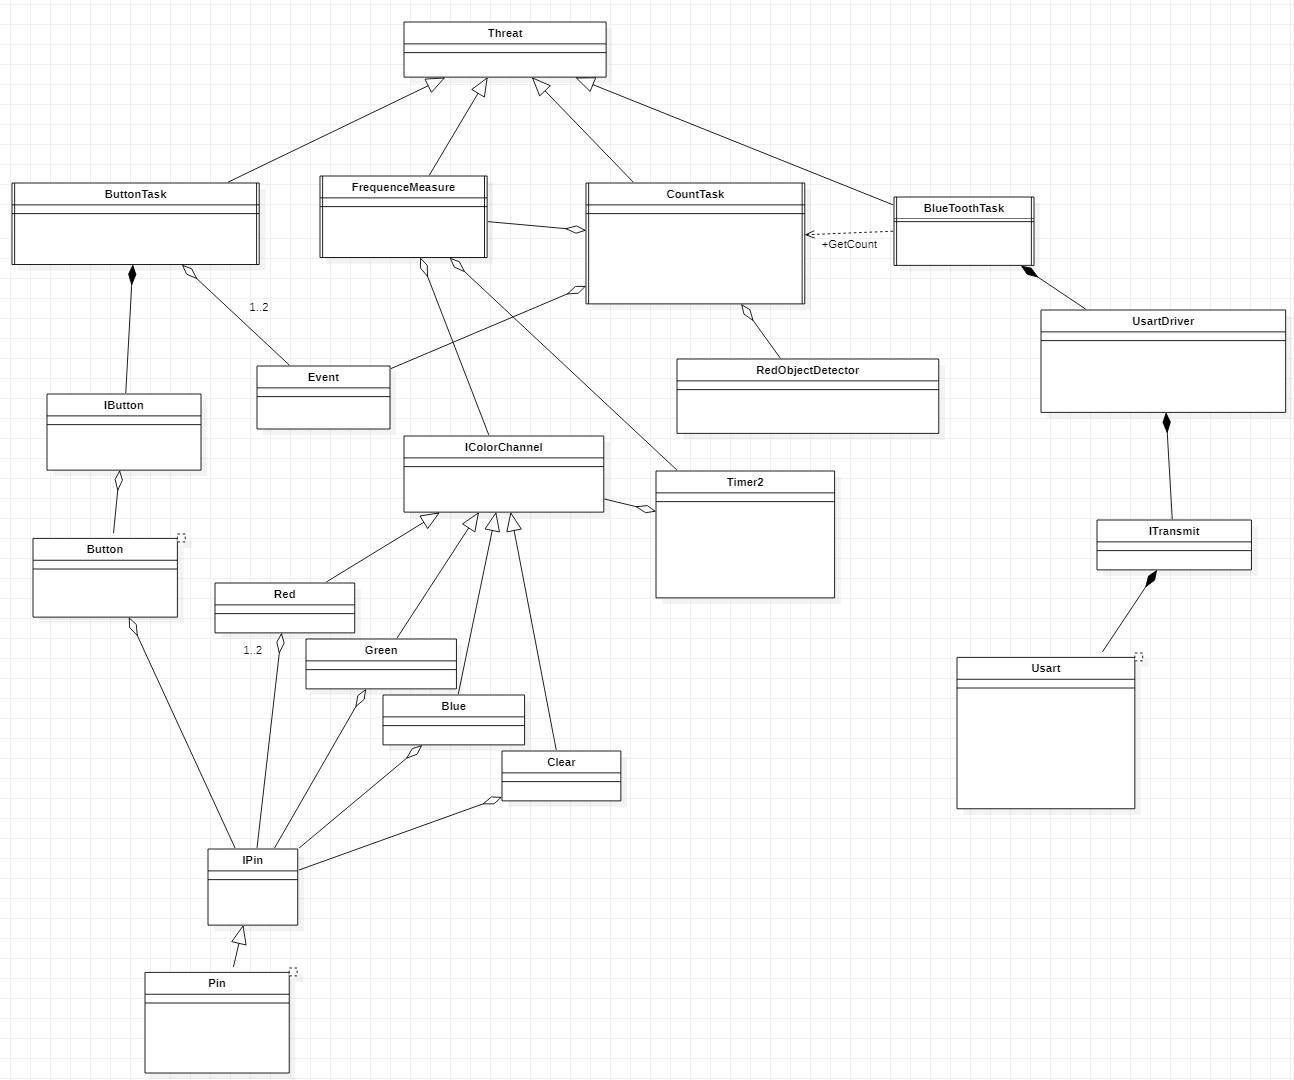 Threat
ButtonTask
FrequenceMeasure
CountTask
BlueToothTask
+GetCount
1..2
UsartDriver
Event
RedObjectDetector
IButton
IColorChannel
Timer2
ITransmit
Button
Red
1..2
Green
Usart
Blue
Clear
IPin
Pin